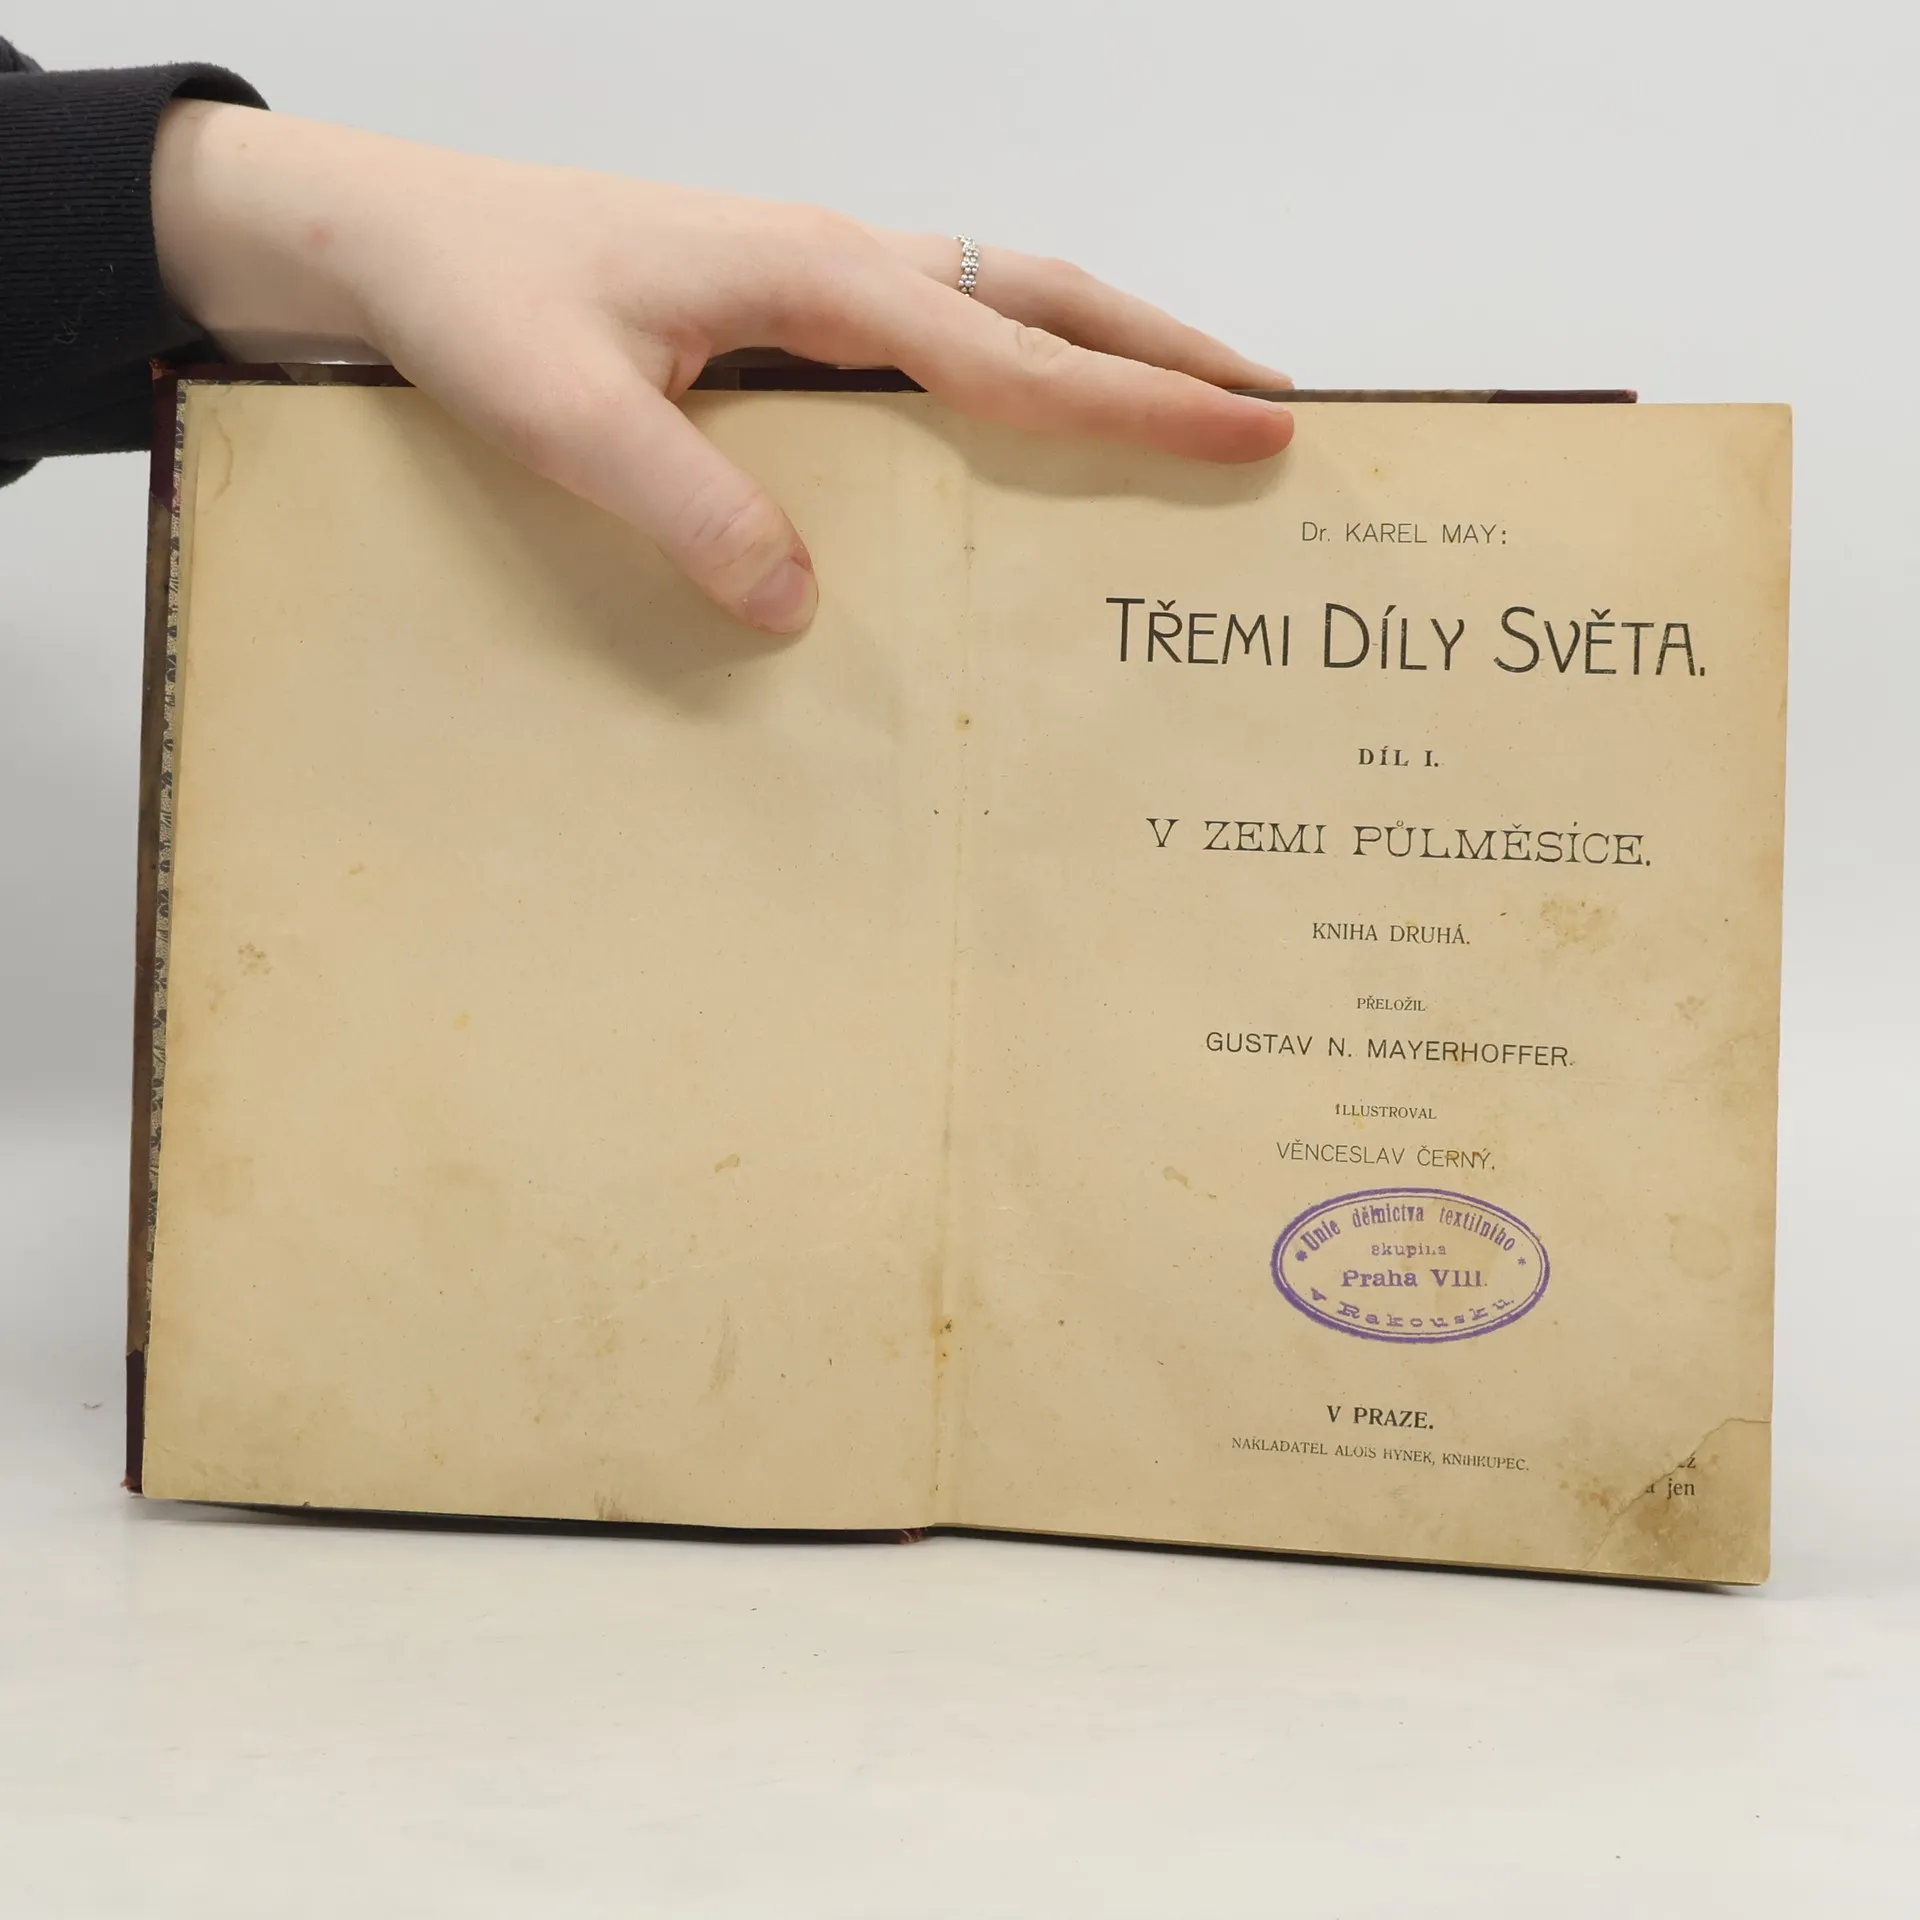 Dr. KAREL MAY:
TŘEMI DÍLY SVĚTA.
DÍL I.
V ZEMI PŮLMĚSÍCE.
KNIHA DRUHÁ.
PŘELOŽIL
GUSTAV N. MAYERHOFFER.
ILLUSTROVAL
VĚNCESLAV ČERNÝ.
* Unie dělnictva textilního *
skupina
Praha VIII.
v Rakousku.
V PRAZE.
NAKLADATEL ALOIS HYNEK, KNIHKUPEC.
jen